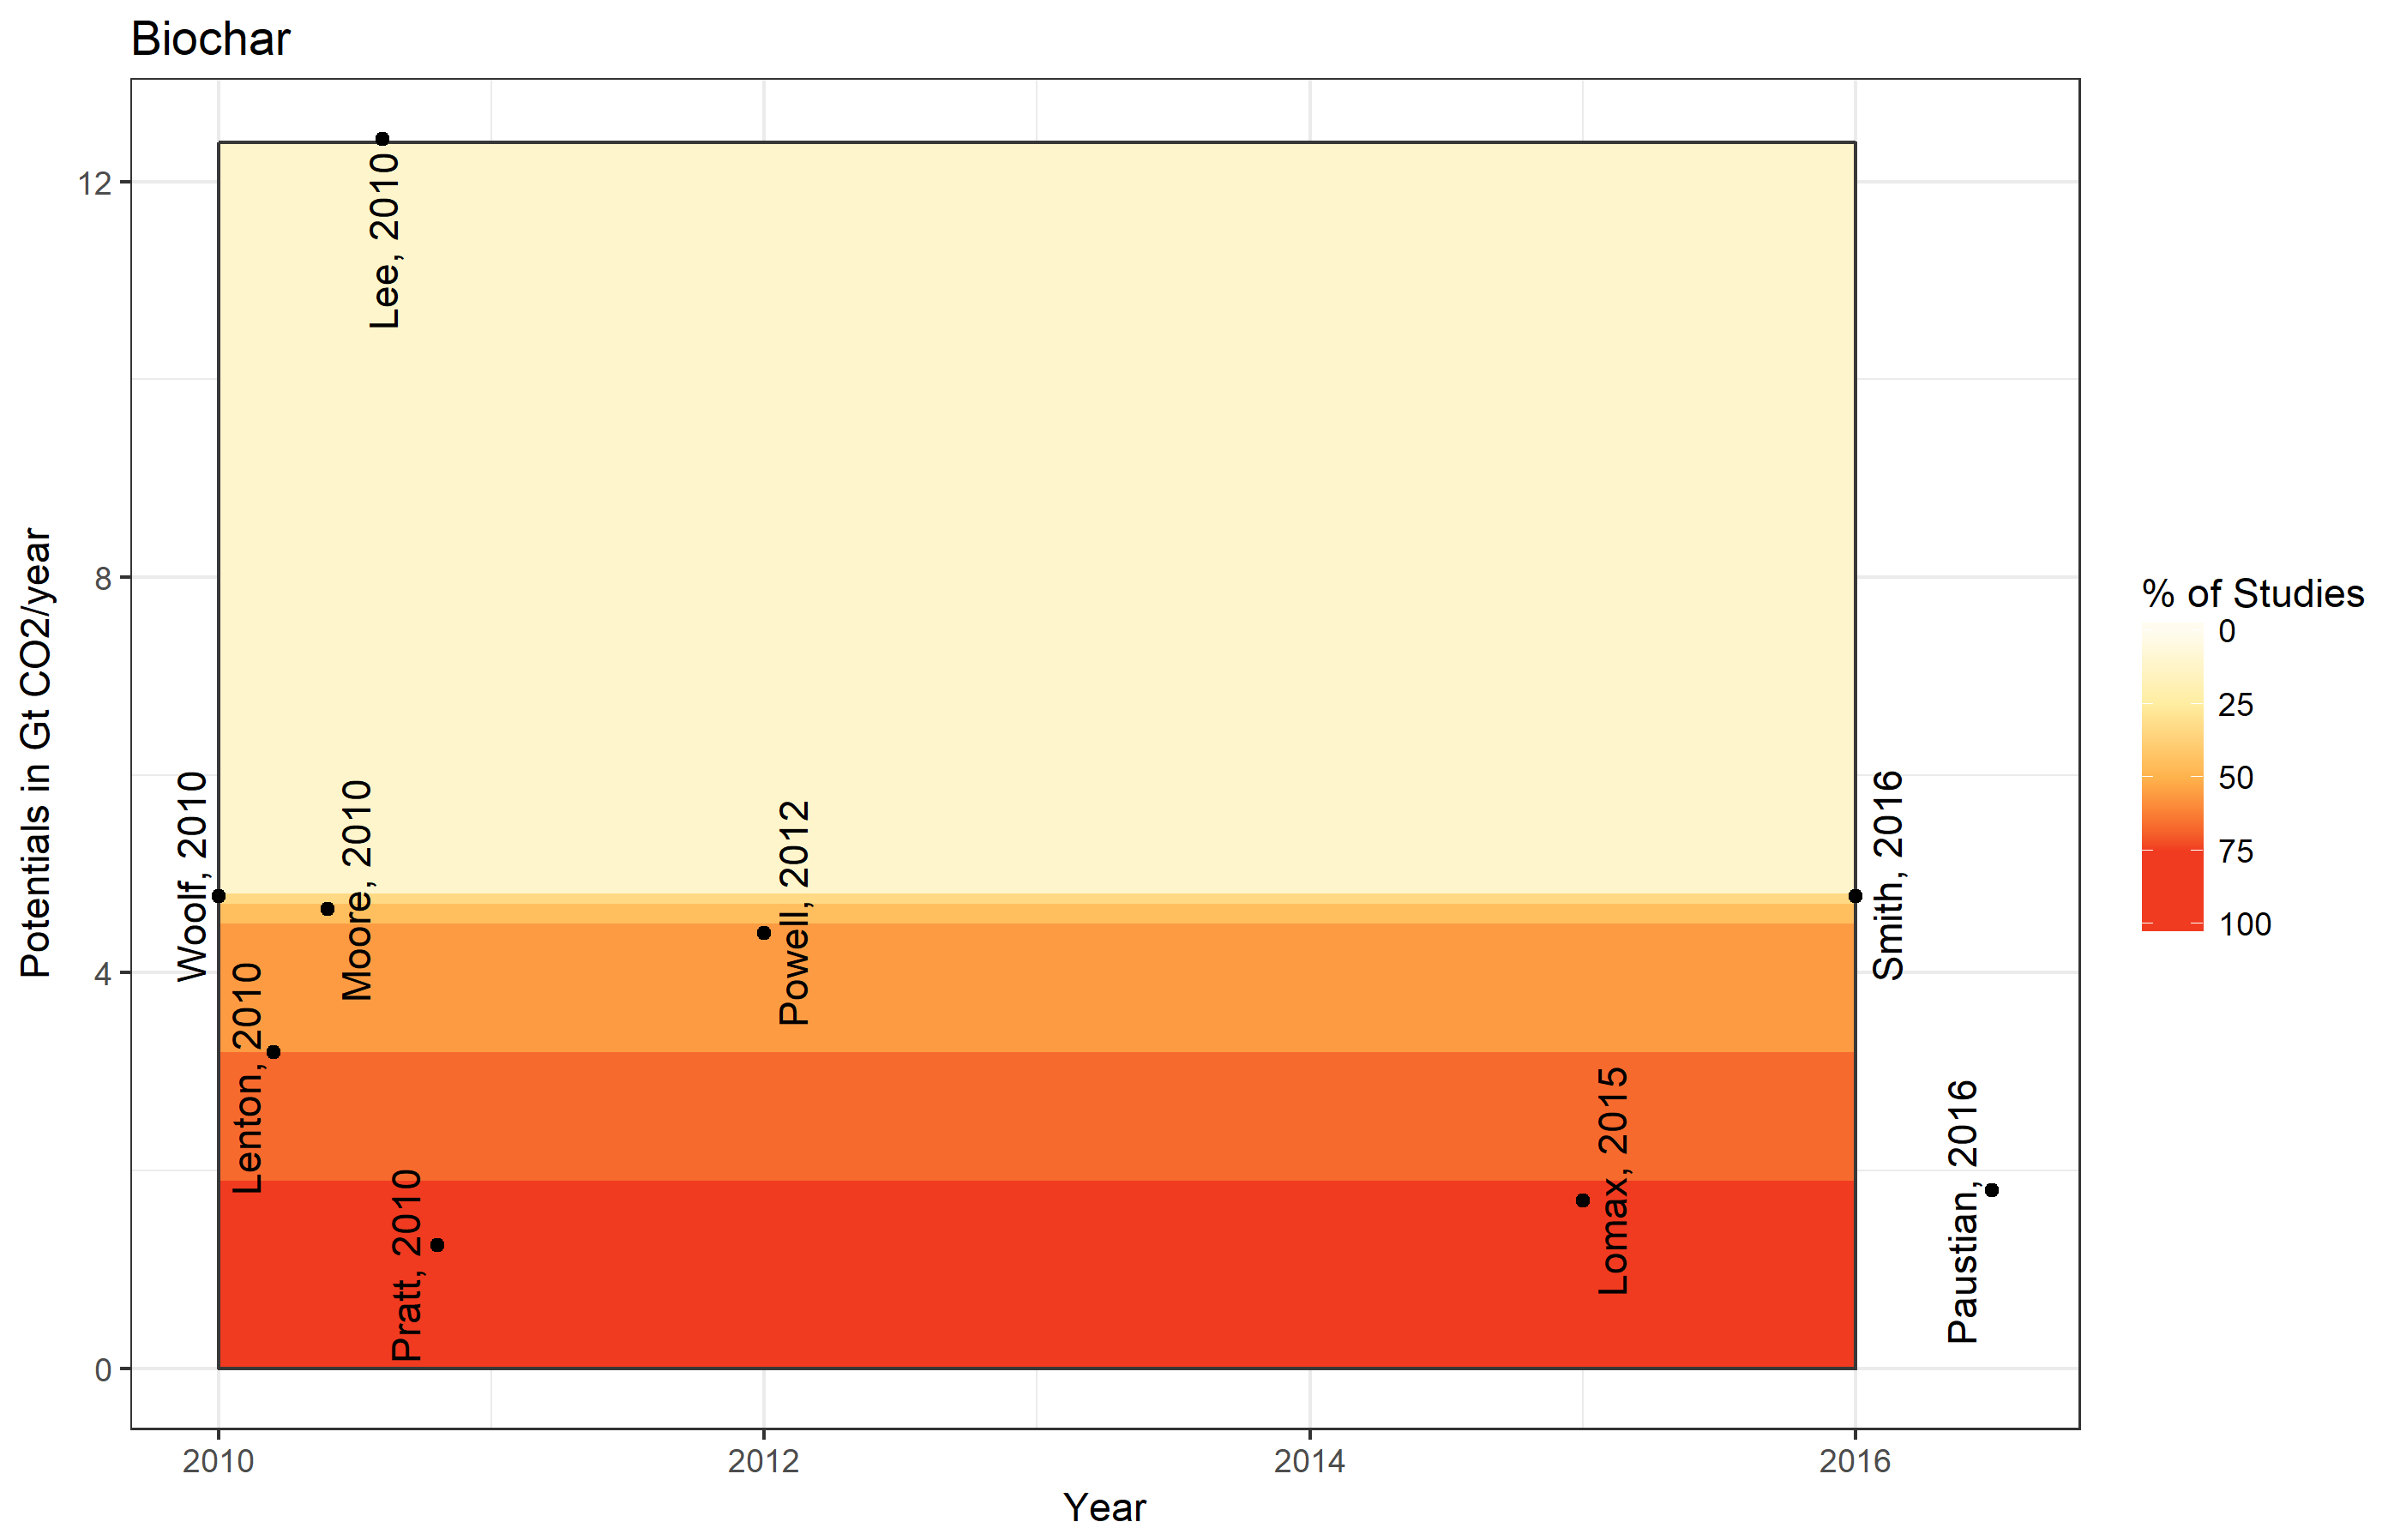 Biochar
Potentials in Gt CO2/year
12
8
4
0
Lee, 2010
Woolf, 2010
Moore, 2010
Powell, 2012
Smith, 2016
Lenton, 2010
Pratt, 2010
Lomax, 2015
Paustian, 2016
2010
2012
2014
2016
Year
% of Studies
0
25
50
75
100